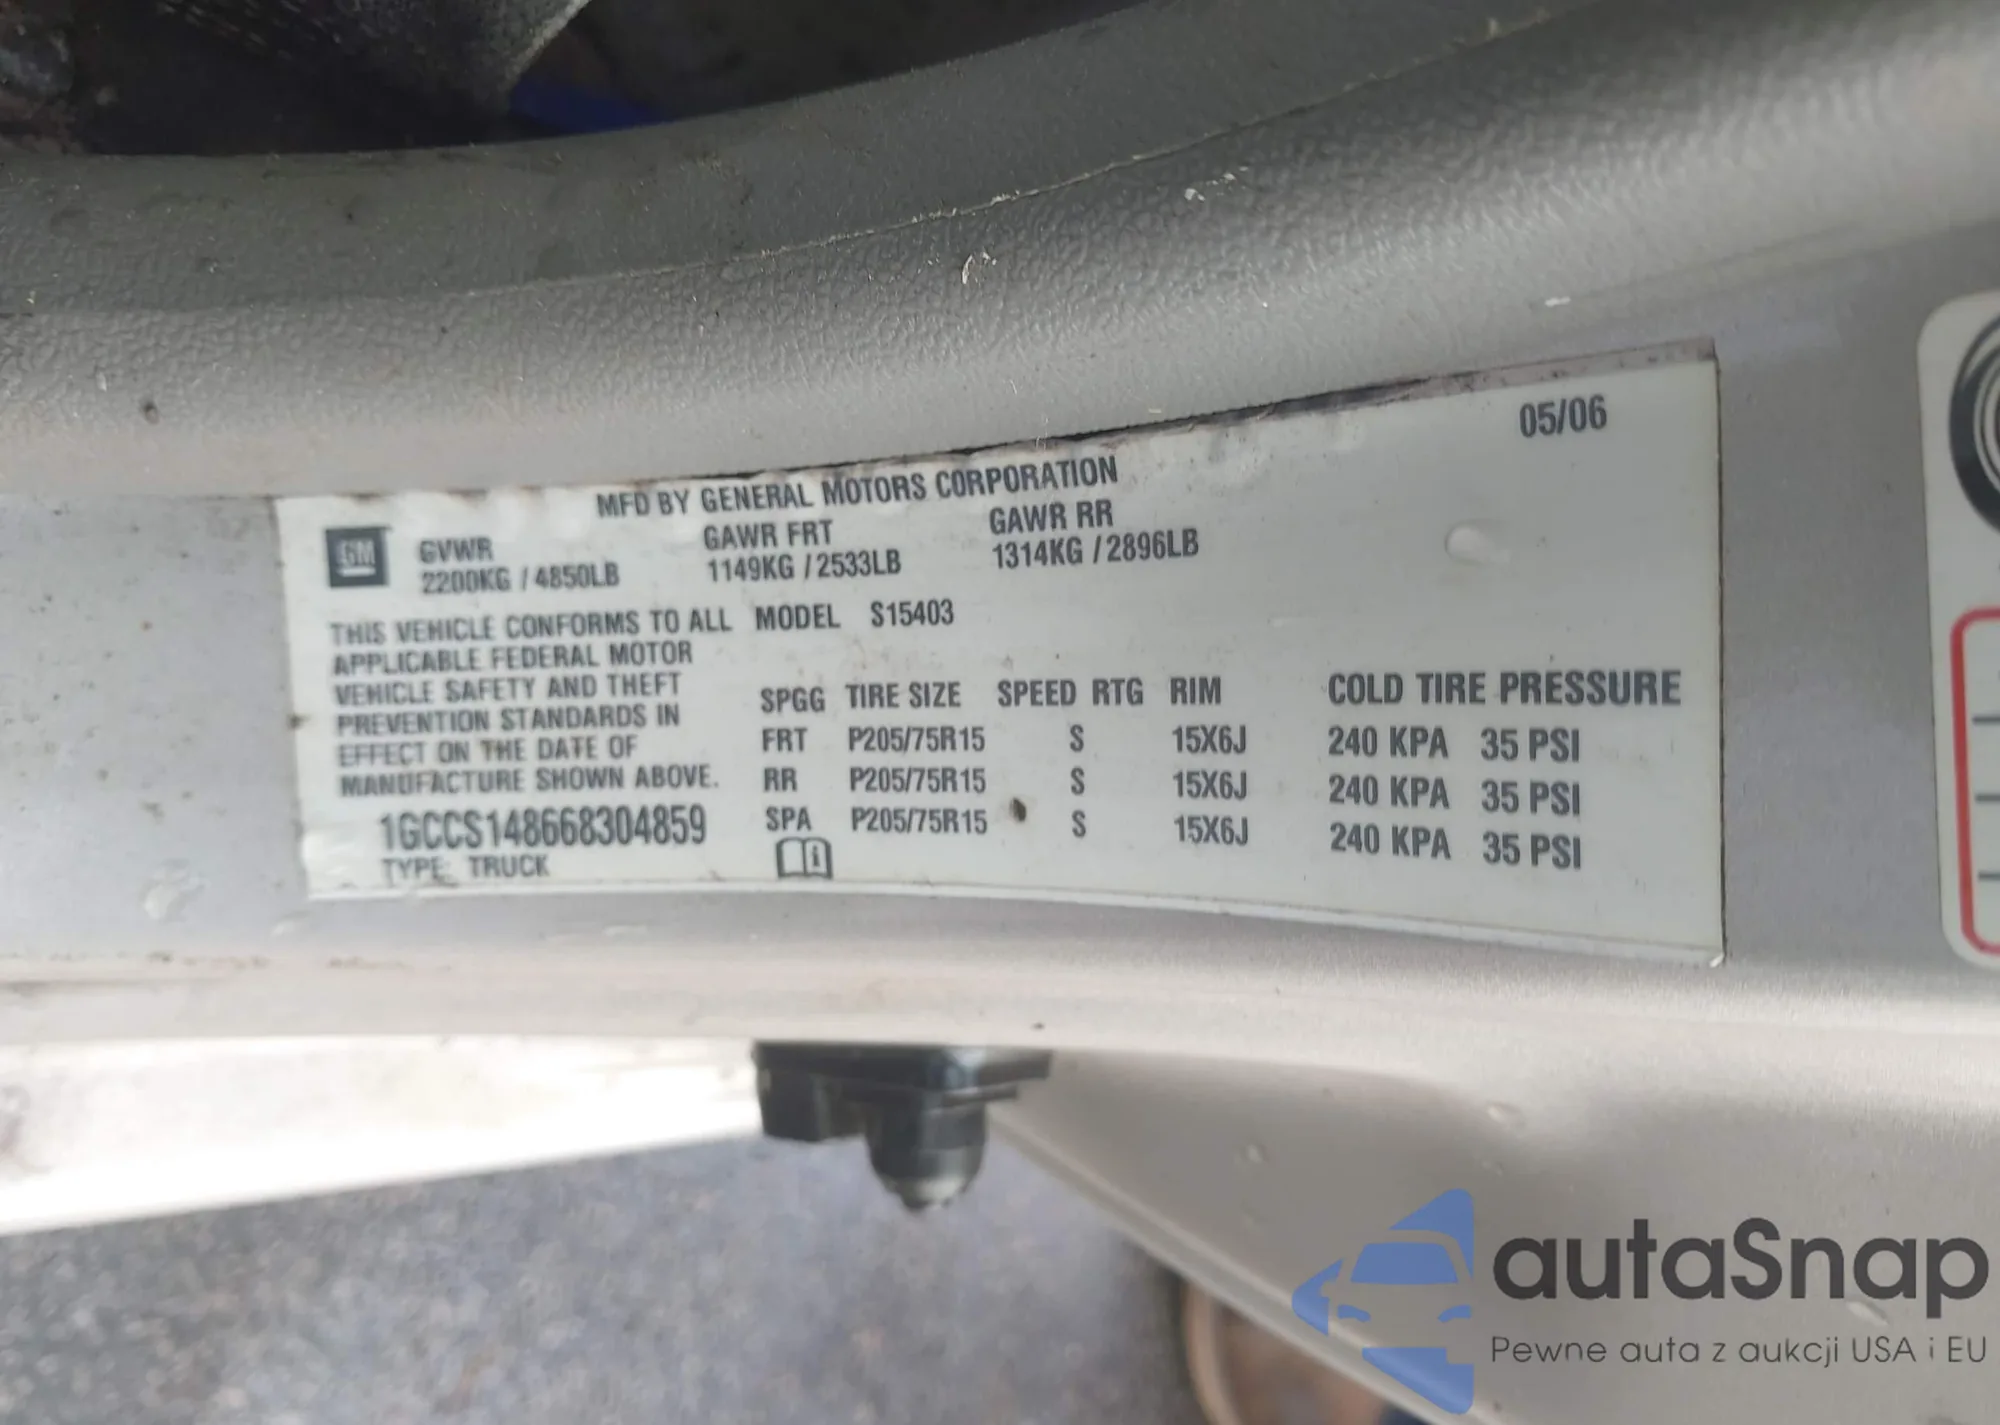 05/06
MFD BY GENERAL MOTORS CORPORATION
GM
GVWR GAWR FRT GAWR RR
2200KG / 4850LB 1149KG / 2533LB 1314KG / 2896LB
THIS VEHICLE CONFORMS TO ALL MODEL S15403
APPLICABLE FEDERAL MOTOR
VEHICLE SAFETY AND THEFT
PREVENTION STANDARDS IN
EFFECT ON THE DATE OF
MANUFACTURE SHOWN ABOVE.
1GCCS148668304859
TYPE: TRUCK
SPGG TIRE SIZE SPEED RTG RIM COLD TIRE PRESSURE
FRT P205/75R15 S 15X6J 240 KPA 35 PSI
RR P205/75R15 S 15X6J 240 KPA 35 PSI
SPA P205/75R15 S 15X6J 240 KPA 35 PSI
autaSnap
Pewne auta z aukcji USA i EU